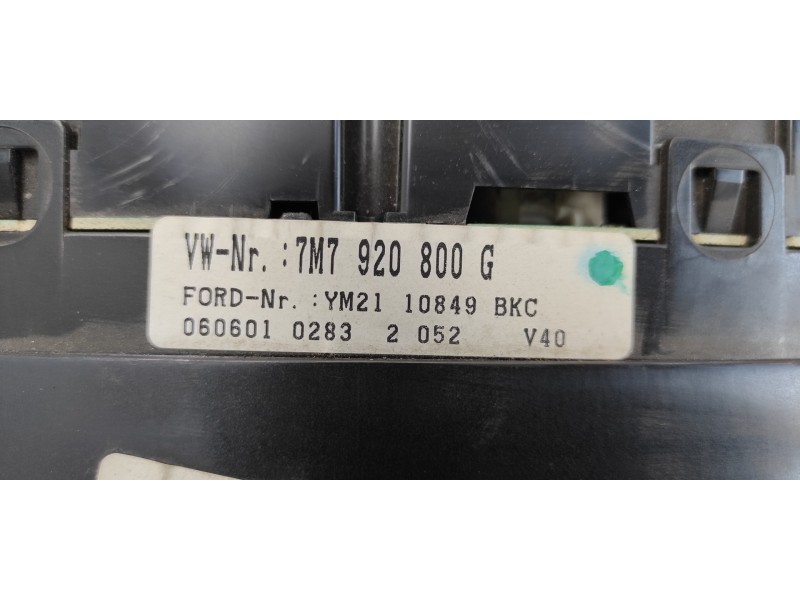 VW-Nr. :7M7 920 800 G
FORD-Nr. :YM21 10849 BKC
060601 0283 2 052 V40